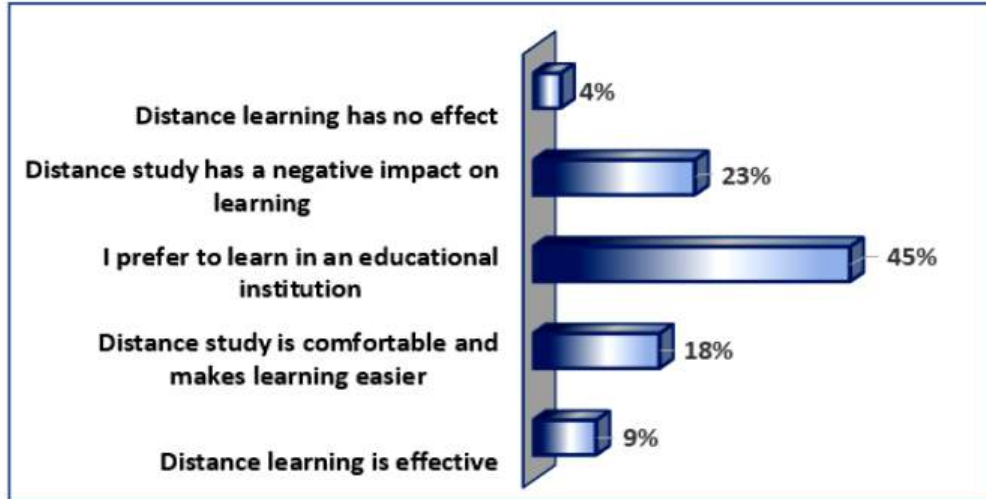 Distance learning has no effect
4%
Distance study has a negative impact on
learning
23%
I prefer to learn in an educational
institution
45%
Distance study is comfortable and
makes learning easier
18%
Distance learning is effective
9%